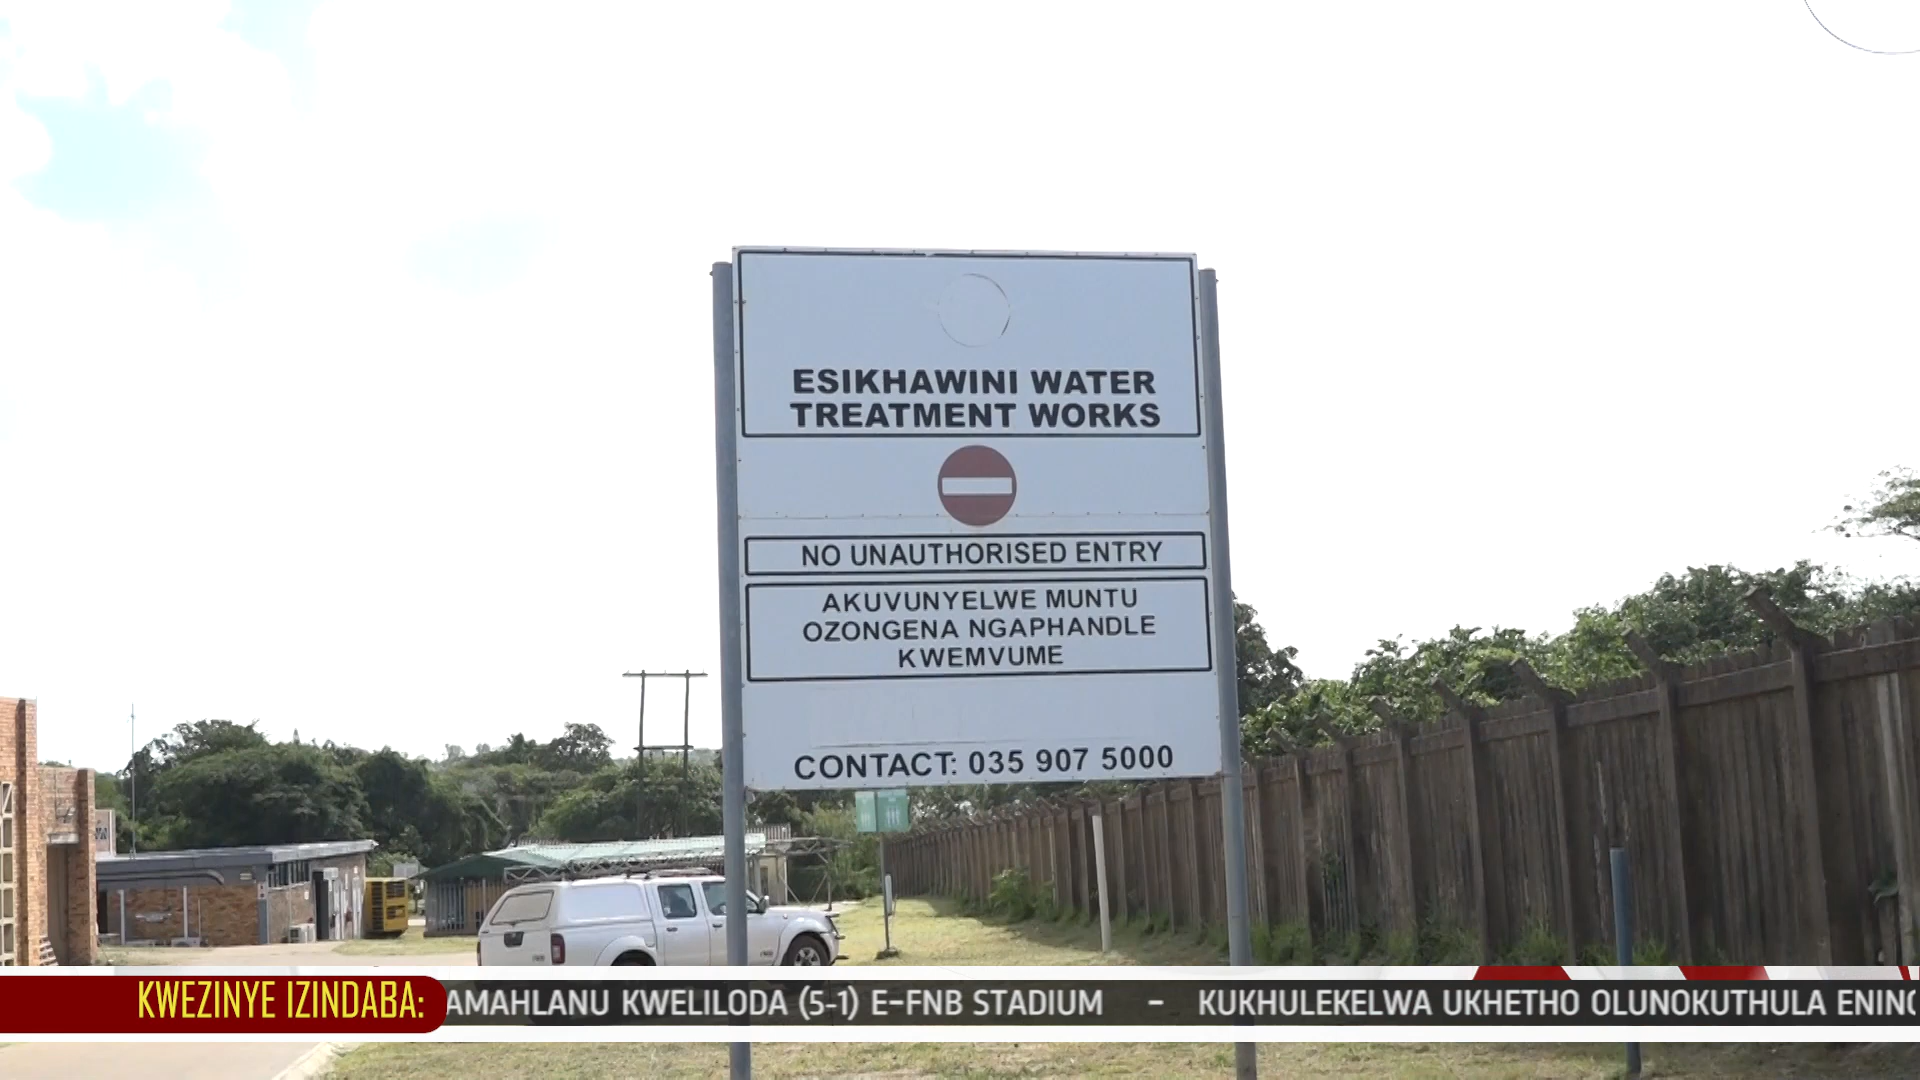 ESIKHAWINI WATER
TREATMENT WORKS
NO UNAUTHORISED ENTRY
AKUVUNYELWE MUNTU
OZONGENA NGAPHANDLE
KWEMVUME
CONTACT: 035 907 5000
KWEZINYE IZINDABA: AMAHLANU KWELILODA (5-1) E-FNB STADIUM - KUKHULEKELWA UKHETHO OLUNOKUTHULA